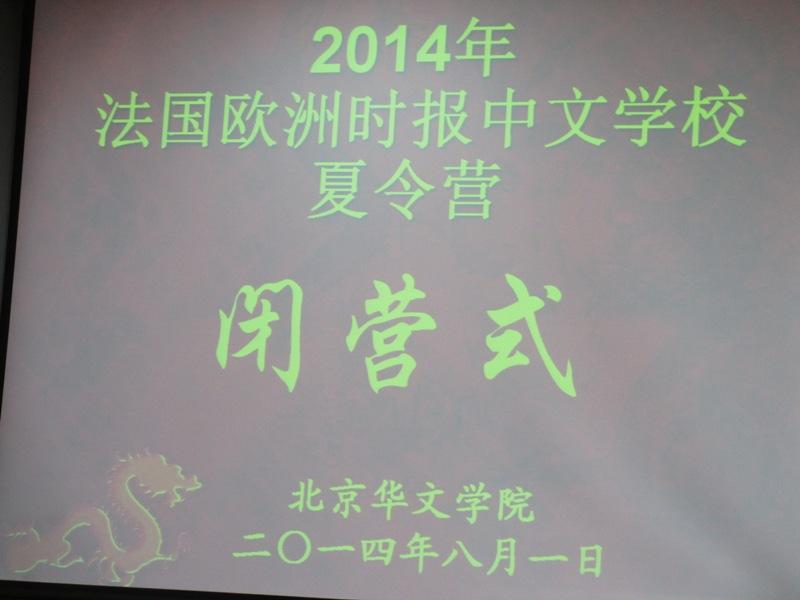 2014年
法国欧洲时报中文学校
夏令营
闭营式
北京华文学院
二〇一四年八月一日